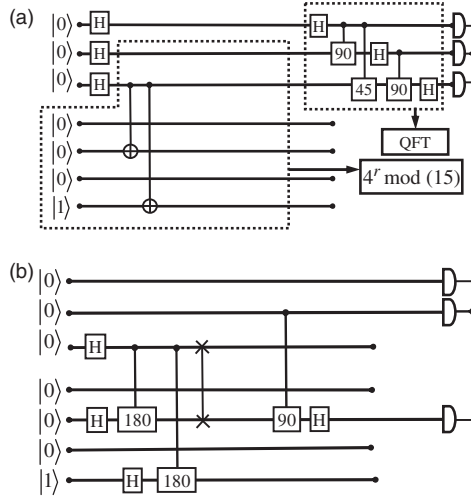 (a)
|0⟩ H H
|0⟩ H 90 H
|0⟩ H 45 90 H
|0⟩
|0⟩ QFT
|0⟩ 4^r mod (15)
|1⟩
(b)
|0⟩
|0⟩
|0⟩ H
|0⟩
|0⟩ H 180 90 H
|0⟩
|1⟩ H 180